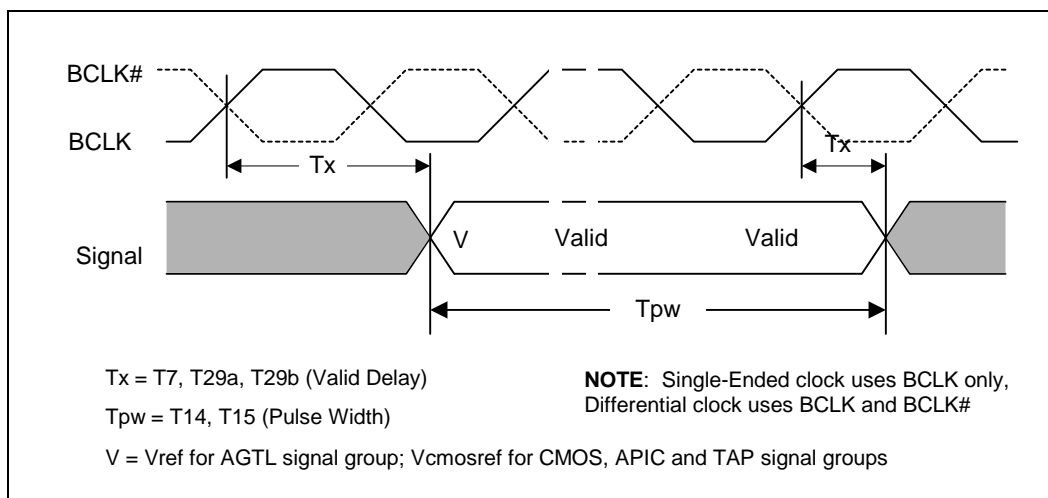 BCLK#
BCLK
Tx
Tx
Signal
V
Valid
Valid
Tpw
Tx = T7, T29a, T29b (Valid Delay)
Tpw = T14, T15 (Pulse Width)
V = Vref for AGTL signal group; Vcmosref for CMOS, APIC and TAP signal groups
NOTE: Single-Ended clock uses BCLK only,
Differential clock uses BCLK and BCLK#